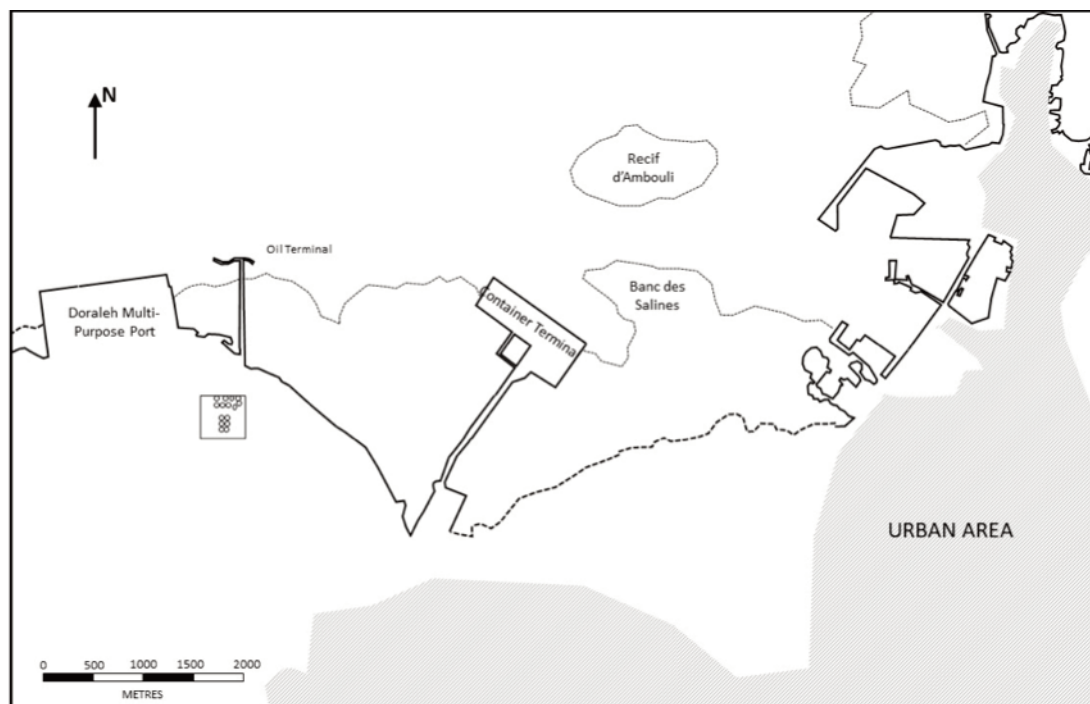 N
Recif
d'Ambouli
Oil Terminal
Doraleh Multi-
Purpose Port
Container Termina
Banc des
Salines
URBAN AREA
0 500 1000 1500 2000
METRES